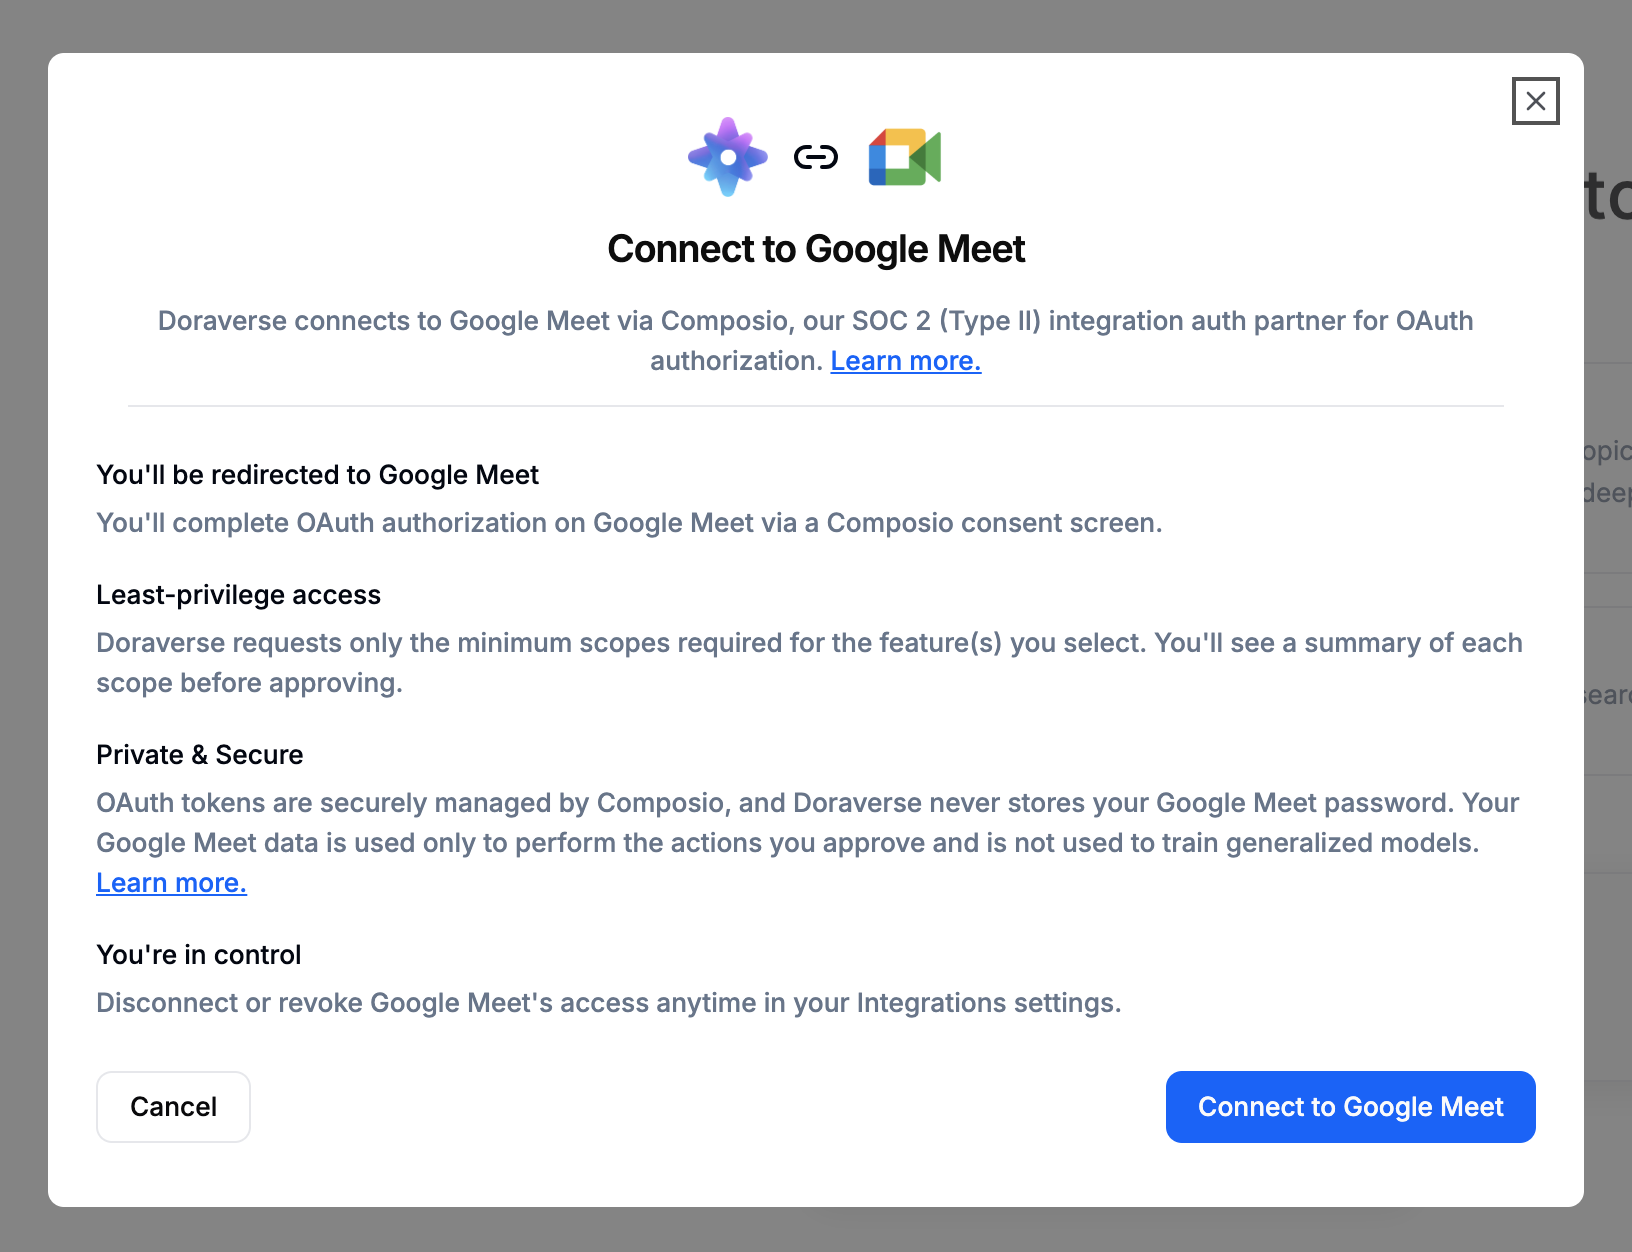 Connect to Google Meet
Doraverse connects to Google Meet via Composio, our SOC 2 (Type II) integration auth partner for OAuth
authorization. Learn more.
You'll be redirected to Google Meet
You'll complete OAuth authorization on Google Meet via a Composio consent screen.
Least-privilege access
Doraverse requests only the minimum scopes required for the feature(s) you select. You'll see a summary of each
scope before approving.
Private & Secure
OAuth tokens are securely managed by Composio, and Doraverse never stores your Google Meet password. Your
Google Meet data is used only to perform the actions you approve and is not used to train generalized models.
Learn more.
You're in control
Disconnect or revoke Google Meet's access anytime in your Integrations settings.
Cancel
Connect to Google Meet